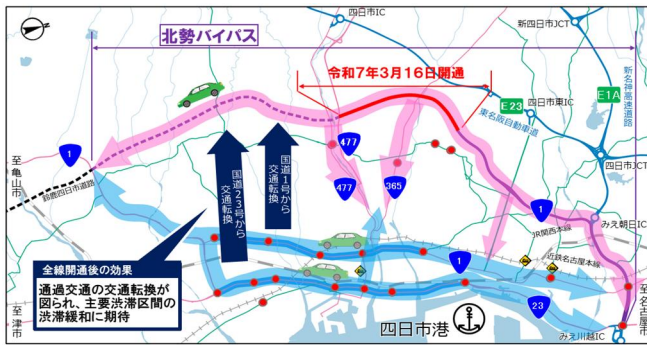 四日市IC
新四日市JCT
北勢バイパス
令和7年3月16日開通
E23
四日市東IC
E1A
新名神高速道路
東名阪自動車道
四日市JCT
1
至亀山市
鈴鹿四日市道路
477
477
365
国道1号から
交通転換
国道23号から
交通転換
1
みえ朝日IC
JR関西本線
近鉄名古屋本線
1
全線開通後の効果
通過交通の交通転換が
図られ、主要渋滞区間の
渋滞緩和に期待
23
至名古屋市
至津市
四日市港
みえ川越IC